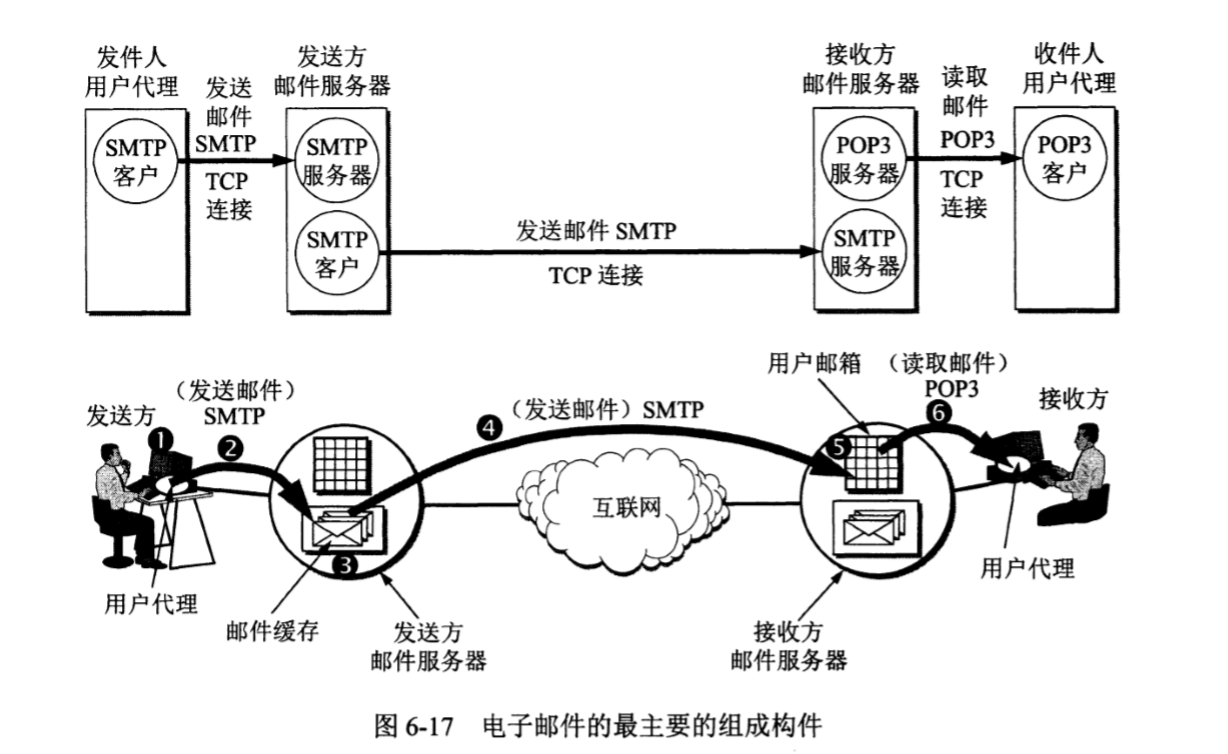 发件人
用户代理
发送
邮件
SMTP
TCP
连接
发送方
邮件服务器
接收方
邮件服务器
读取
邮件
POP3
TCP
连接
收件人
用户代理
SMTP
客户
SMTP
服务器
POP3
服务器
POP3
客户
SMTP
客户
发送邮件 SMTP
TCP 连接
SMTP
服务器
用户邮箱
（读取邮件）
POP3
（发送邮件）
SMTP
（发送邮件）SMTP
发送方
接收方
❶
❷
❸
❹
❺
❻
互联网
用户代理
邮件缓存
发送方
邮件服务器
接收方
邮件服务器
用户代理
图 6-17 电子邮件的最主要的组成构件